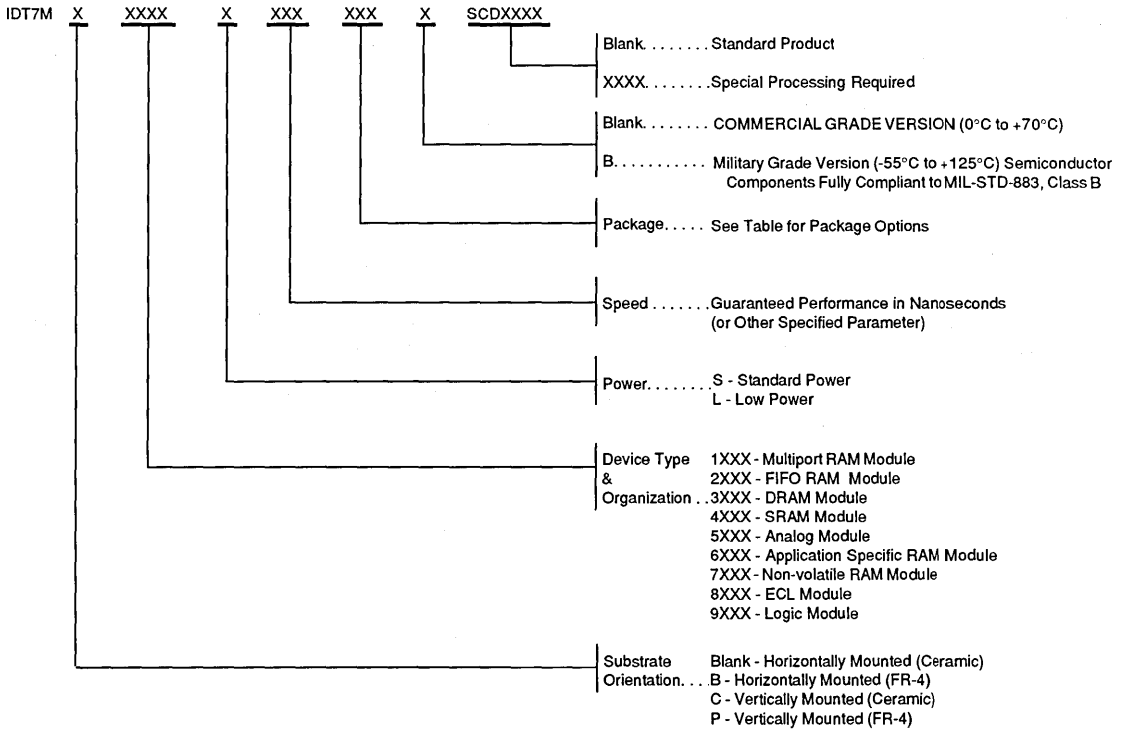 IDT7M X XXXX X XXX XXX X SCDXXXX
Blank. . . . . . . . Standard Product
XXXX. . . . . . . .Special Processing Required
Blank. . . . . . . . COMMERCIAL GRADE VERSION (0°C to +70°C)
B. . . . . . . . . . . Military Grade Version (-55°C to +125°C) Semiconductor
Components Fully Compliant to MIL-STD-883, Class B
Package. . . . . See Table for Package Options
Speed . . . . . . .Guaranteed Performance in Nanoseconds
(or Other Specified Parameter)
Power. . . . . . . .S - Standard Power
L - Low Power
Device Type 1XXX - Multiport RAM Module
& 2XXX - FIFO RAM Module
Organization . .3XXX - DRAM Module
4XXX - SRAM Module
5XXX - Analog Module
6XXX - Application Specific RAM Module
7XXX - Non-volatile RAM Module
8XXX - ECL Module
9XXX - Logic Module
Substrate Blank - Horizontally Mounted (Ceramic)
Orientation. . . .B - Horizontally Mounted (FR-4)
C - Vertically Mounted (Ceramic)
P - Vertically Mounted (FR-4)